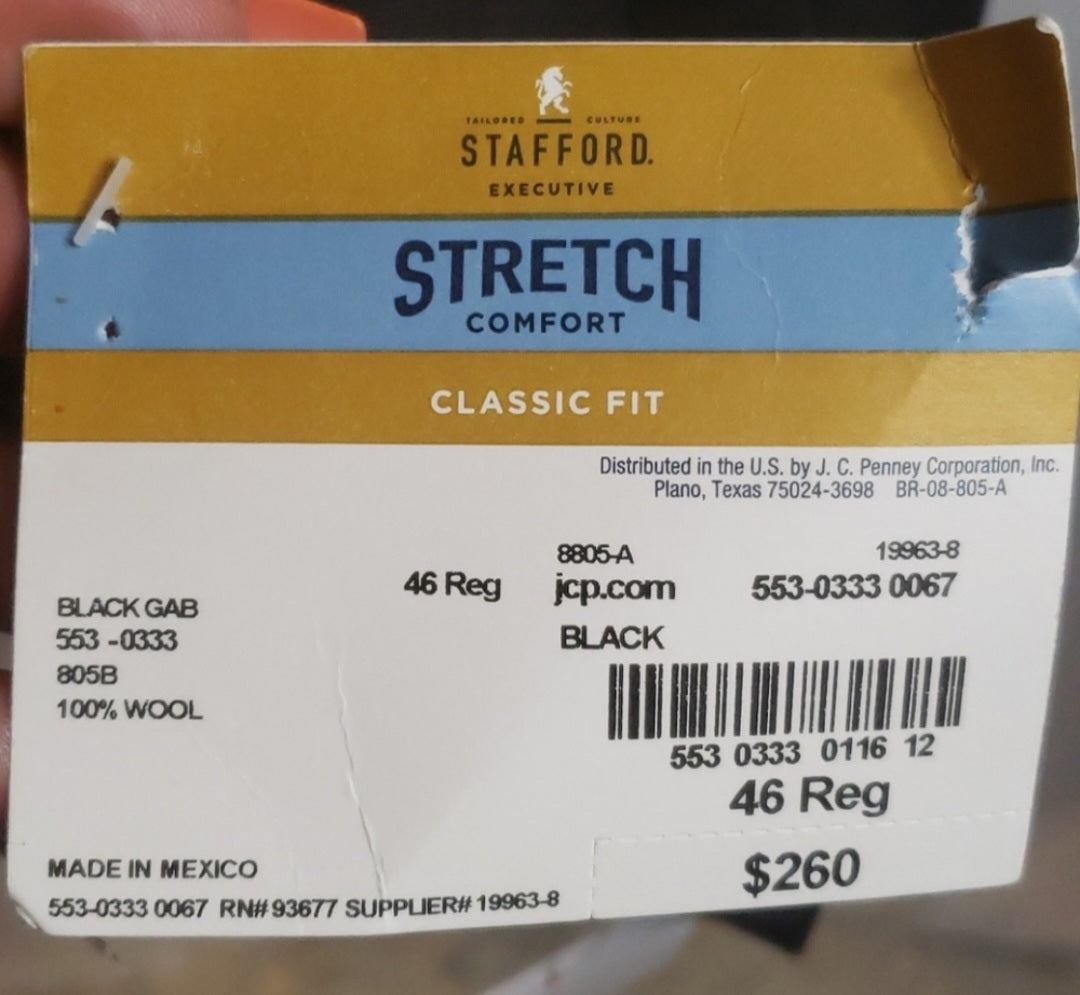 TAILORED CULTURE
STAFFORD.
EXECUTIVE
STRETCH
COMFORT
CLASSIC FIT
Distributed in the U.S. by J. C. Penney Corporation, Inc.
Plano, Texas 75024-3698 BR-08-805-A
8805-A 19963-8
46 Reg jcp.com 553-0333 0067
BLACK GAB
553 -0333
805B
100% WOOL
BLACK
553 0333 0116 12
46 Reg
$260
MADE IN MEXICO
553-0333 0067 RN# 93677 SUPPLIER# 19963-8